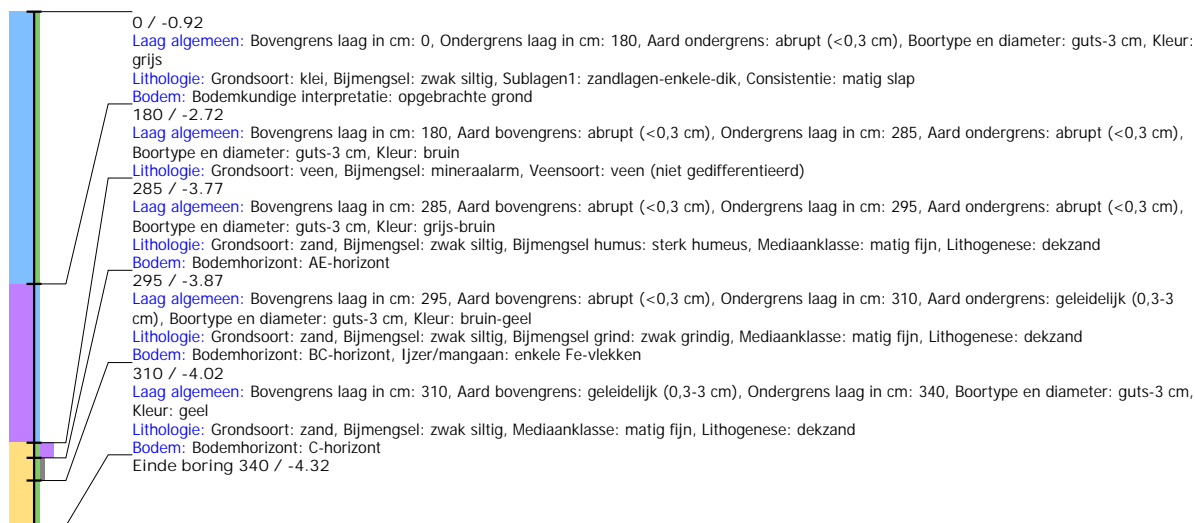 0 / -0.92
Laag algemeen: Bovengrens laag in cm: 0, Ondergrens laag in cm: 180, Aard ondergrens: abrupt (<0,3 cm), Boortype en diameter: guts-3 cm, Kleur:
grijs
Lithologie: Grondsoort: klei, Bijmengsel: zwak siltig, Sublagen1: zandlagen-enkele-dik, Consistentie: matig slap
Bodem: Bodemkundige interpretatie: opgebrachte grond
180 / -2.72
Laag algemeen: Bovengrens laag in cm: 180, Aard bovengrens: abrupt (<0,3 cm), Ondergrens laag in cm: 285, Aard ondergrens: abrupt (<0,3 cm),
Boortype en diameter: guts-3 cm, Kleur: bruin
Lithologie: Grondsoort: veen, Bijmengsel: mineraalarm, Veensoort: veen (niet gedifferentieerd)
285 / -3.77
Laag algemeen: Bovengrens laag in cm: 285, Aard bovengrens: abrupt (<0,3 cm), Ondergrens laag in cm: 295, Aard ondergrens: abrupt (<0,3 cm),
Boortype en diameter: guts-3 cm, Kleur: grijs-bruin
Lithologie: Grondsoort: zand, Bijmengsel: zwak siltig, Bijmengsel humus: sterk humeus, Mediaanklasse: matig fijn, Lithogenese: dekzand
Bodem: Bodemhorizont: AE-horizont
295 / -3.87
Laag algemeen: Bovengrens laag in cm: 295, Aard bovengrens: abrupt (<0,3 cm), Ondergrens laag in cm: 310, Aard ondergrens: geleidelijk (0,3-3
cm), Boortype en diameter: guts-3 cm, Kleur: bruin-geel
Lithologie: Grondsoort: zand, Bijmengsel: zwak siltig, Bijmengsel grind: zwak grindig, Mediaanklasse: matig fijn, Lithogenese: dekzand
Bodem: Bodemhorizont: BC-horizont, Ijzer/mangaan: enkele Fe-vlekken
310 / -4.02
Laag algemeen: Bovengrens laag in cm: 310, Aard bovengrens: geleidelijk (0,3-3 cm), Ondergrens laag in cm: 340, Boortype en diameter: guts-3 cm,
Kleur: geel
Lithologie: Grondsoort: zand, Bijmengsel: zwak siltig, Mediaanklasse: matig fijn, Lithogenese: dekzand
Bodem: Bodemhorizont: C-horizont
Einde boring 340 / -4.32